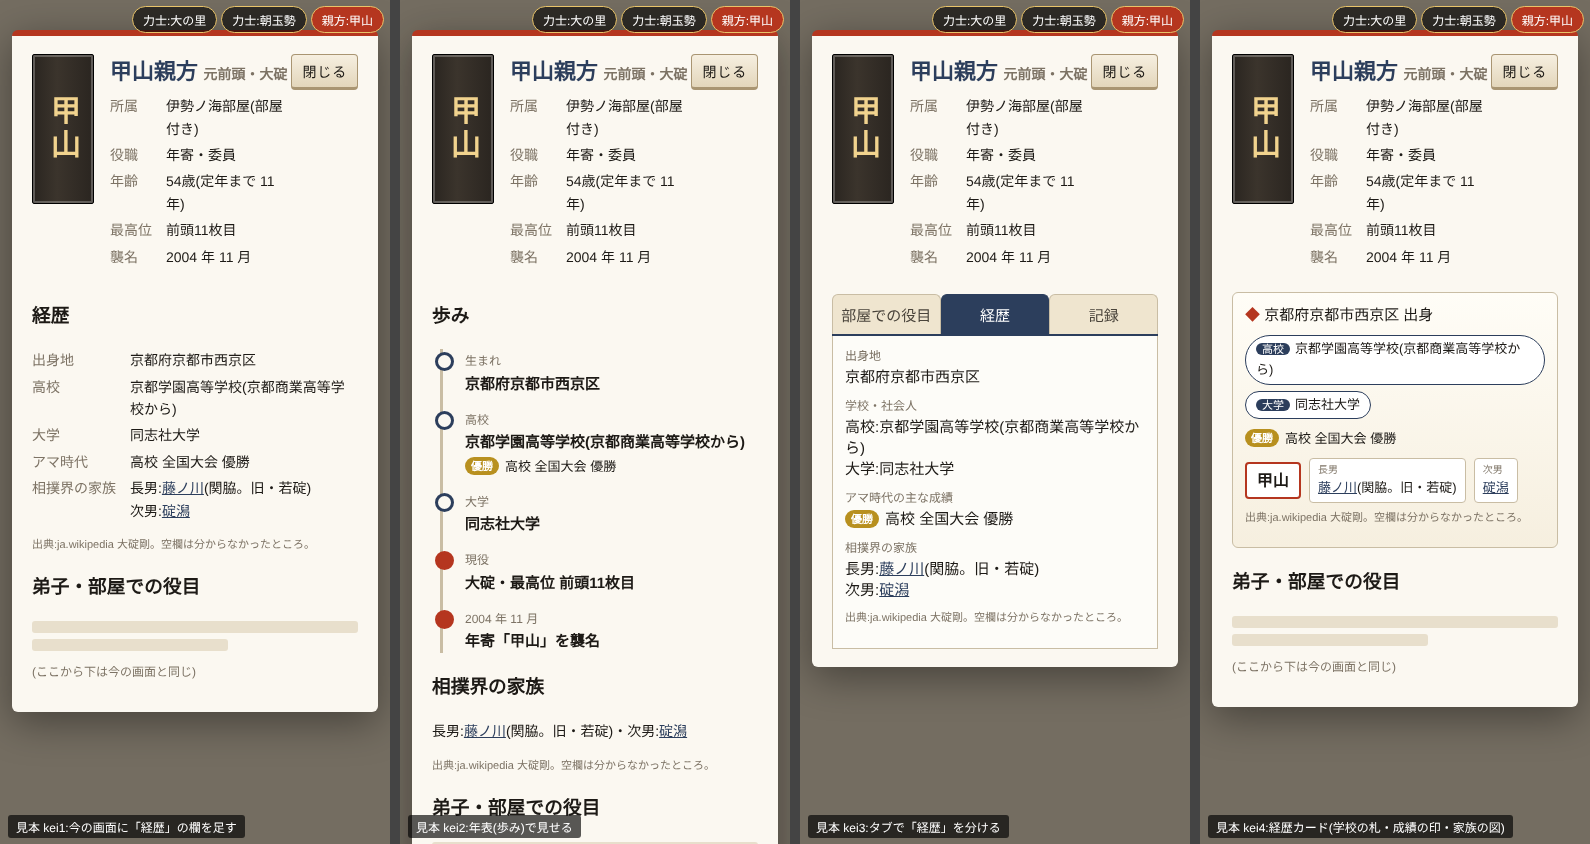 力士:大の里
力士:朝玉勢
親方:甲山
甲山
甲山親方 元前頭・大碇
閉じる
所属 伊勢ノ海部屋(部屋
付き)
役職 年寄・委員
年齢 54歳(定年まで 11
年)
最高位 前頭11枚目
襲名 2004 年 11 月
経歴
出身地 京都府京都市西京区
高校 京都学園高等学校(京都商業高等学
校から)
大学 同志社大学
アマ時代 高校 全国大会 優勝
相撲界の家族 長男:藤ノ川(関脇。旧・若碇)
次男:碇潟
出典:ja.wikipedia 大碇剛。空欄は分からなかったところ。
弟子・部屋での役目
(ここから下は今の画面と同じ)
見本 kei1:今の画面に「経歴」の欄を足す
力士:大の里
力士:朝玉勢
親方:甲山
甲山
甲山親方 元前頭・大碇
閉じる
所属 伊勢ノ海部屋(部屋
付き)
役職 年寄・委員
年齢 54歳(定年まで 11
年)
最高位 前頭11枚目
襲名 2004 年 11 月
歩み
生まれ
京都府京都市西京区
高校
京都学園高等学校(京都商業高等学校から)
優勝 高校 全国大会 優勝
大学
同志社大学
現役
大碇・最高位 前頭11枚目
2004 年 11 月
年寄「甲山」を襲名
相撲界の家族
長男:藤ノ川(関脇。旧・若碇)・次男:碇潟
出典:ja.wikipedia 大碇剛。空欄は分からなかったところ。
弟子・部屋での役目
見本 kei2:年表(歩み)で見せる
力士:大の里
力士:朝玉勢
親方:甲山
甲山
甲山親方 元前頭・大碇
閉じる
所属 伊勢ノ海部屋(部屋
付き)
役職 年寄・委員
年齢 54歳(定年まで 11
年)
最高位 前頭11枚目
襲名 2004 年 11 月
部屋での役目
経歴
記録
出身地
京都府京都市西京区
学校・社会人
高校:京都学園高等学校(京都商業高等学校か
ら)
大学:同志社大学
アマ時代の主な成績
優勝 高校 全国大会 優勝
相撲界の家族
長男:藤ノ川(関脇。旧・若碇)
次男:碇潟
出典:ja.wikipedia 大碇剛。空欄は分からなかったところ。
見本 kei3:タブで「経歴」を分ける
力士:大の里
力士:朝玉勢
親方:甲山
甲山
甲山親方 元前頭・大碇
閉じる
所属 伊勢ノ海部屋(部屋
付き)
役職 年寄・委員
年齢 54歳(定年まで 11
年)
最高位 前頭11枚目
襲名 2004 年 11 月
◆ 京都府京都市西京区 出身
高校 京都学園高等学校(京都商業高等学校か
ら)
大学 同志社大学
優勝 高校 全国大会 優勝
甲山
長男
藤ノ川(関脇。旧・若碇)
次男
碇潟
出典:ja.wikipedia 大碇剛。空欄は分からなかったところ。
弟子・部屋での役目
(ここから下は今の画面と同じ)
見本 kei4:経歴カード(学校の札・成績の印・家族の図)